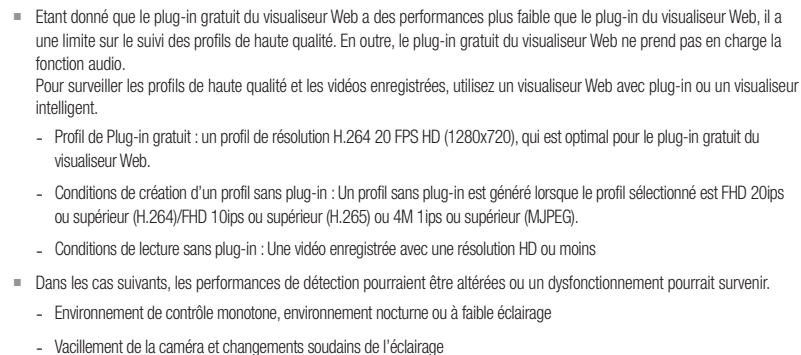 ■ Etant donné que le plug-in gratuit du visualiseur Web a des performances plus faible que le plug-in du visualiseur Web, il a
une limite sur le suivi des profils de haute qualité. En outre, le plug-in gratuit du visualiseur Web ne prend pas en charge la
fonction audio.
Pour surveiller les profils de haute qualité et les vidéos enregistrées, utilisez un visualiseur Web avec plug-in ou un visualiseur
intelligent.
- Profil de Plug-in gratuit : un profil de résolution H.264 20 FPS HD (1280x720), qui est optimal pour le plug-in gratuit du
visualiseur Web.
- Conditions de création d'un profil sans plug-in : Un profil sans plug-in est généré lorsque le profil sélectionné est FHD 20ips
ou supérieur (H.264)/FHD 10ips ou supérieur (H.265) ou 4M 1ips ou supérieur (MJPEG).
- Conditions de lecture sans plug-in : Une vidéo enregistrée avec une résolution HD ou moins
■ Dans les cas suivants, les performances de détection pourraient être altérées ou un dysfonctionnement pourrait survenir.
- Environnement de contrôle monotone, environnement nocturne ou à faible éclairage
- Vacillement de la caméra et changements soudains de l'éclairage